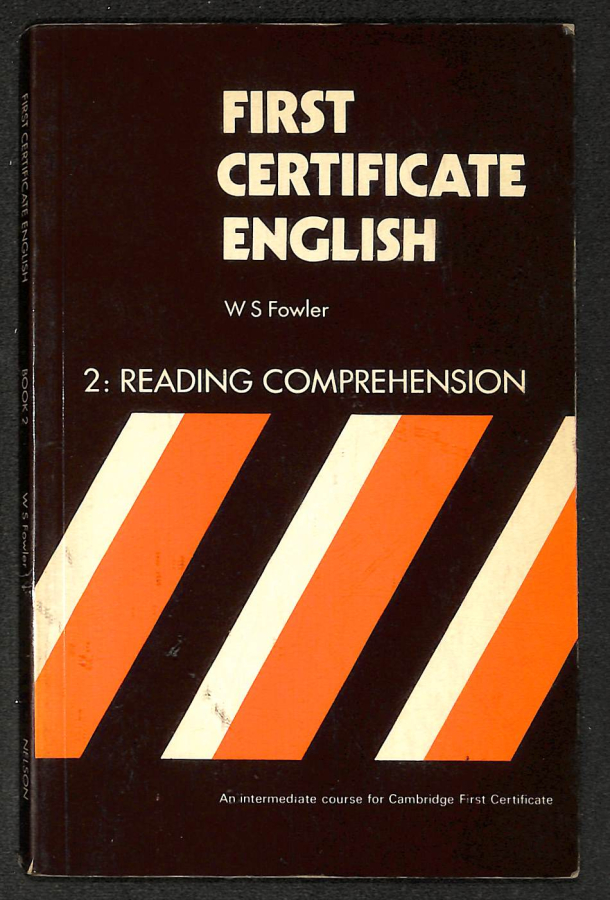 FIRST
CERTIFICATE
ENGLISH
W S Fowler
2: READING COMPREHENSION
An intermediate course for Cambridge First Certificate
FIRST CERTIFICATE ENGLISH BOOK 2 W S Fowler NELSON